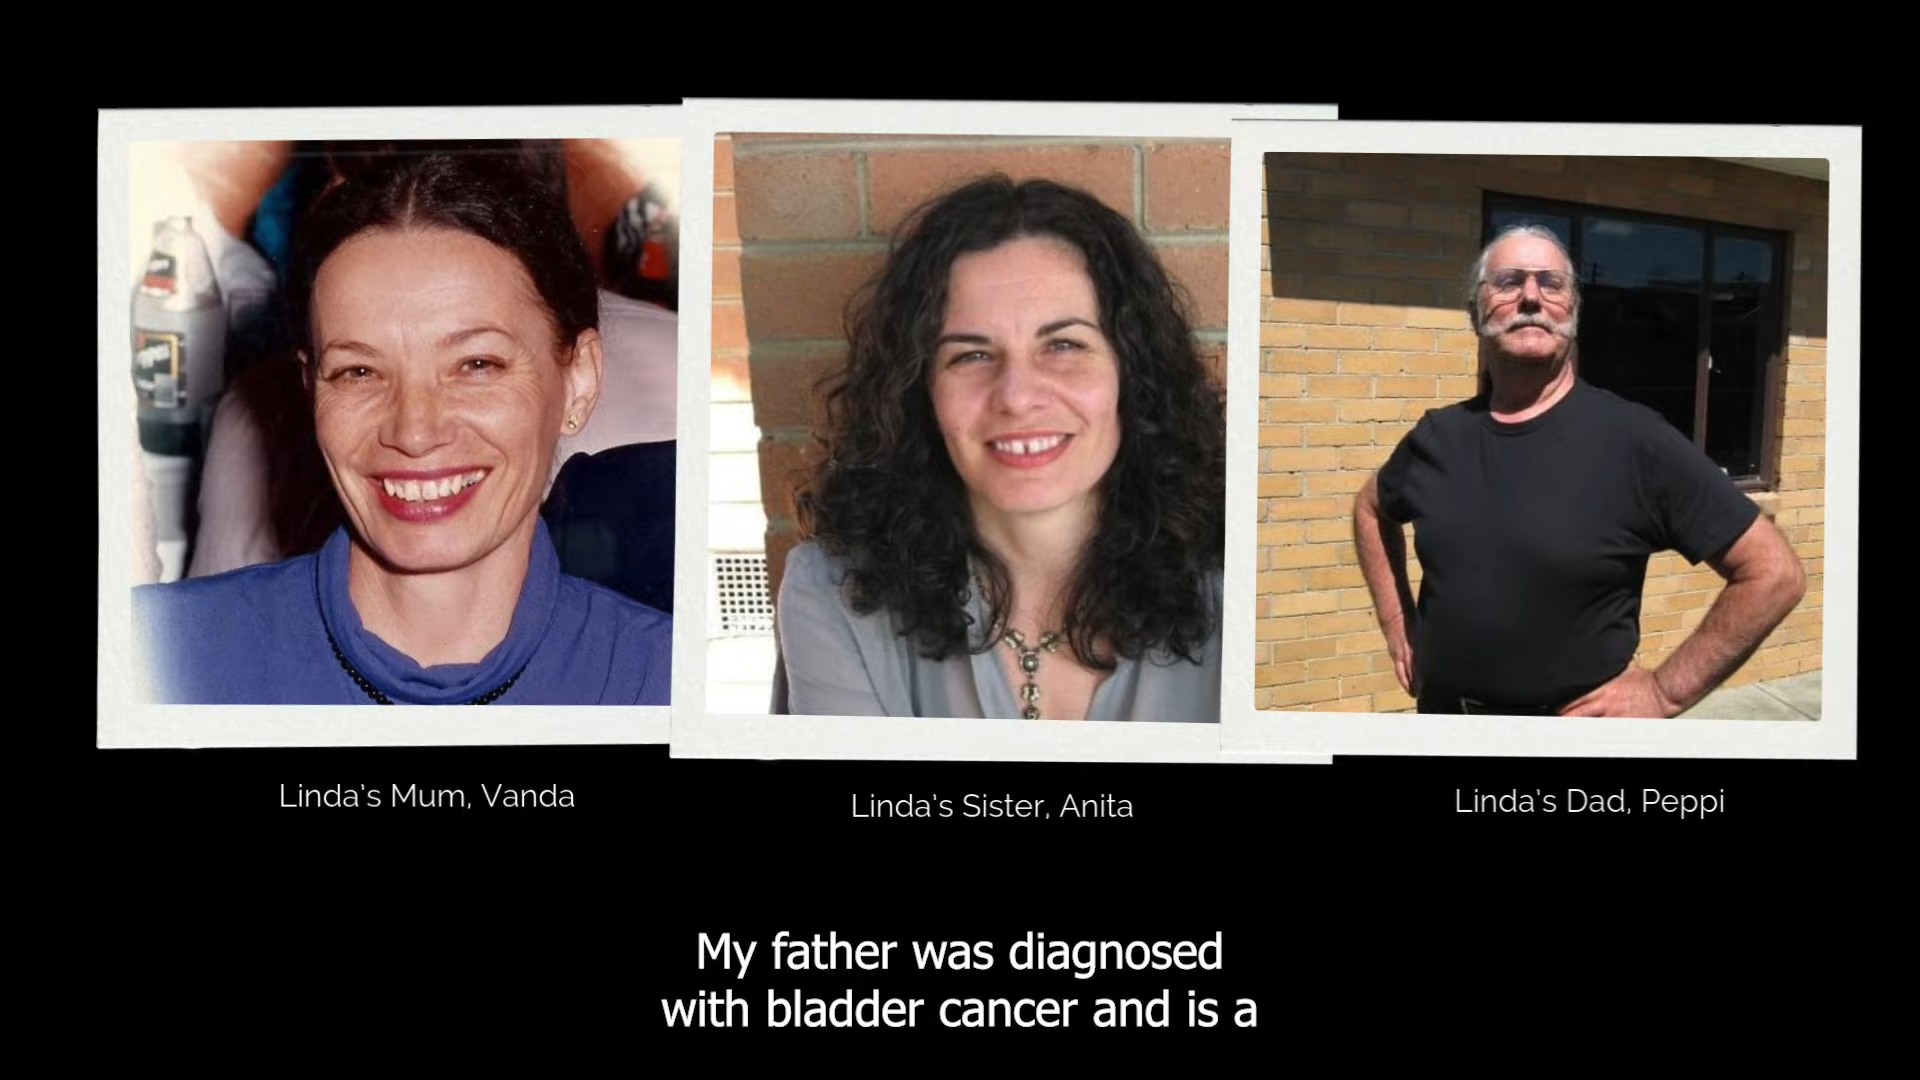 Linda's Mum, Vanda
Linda's Sister, Anita
Linda's Dad, Peppi
My father was diagnosed
with bladder cancer and is a